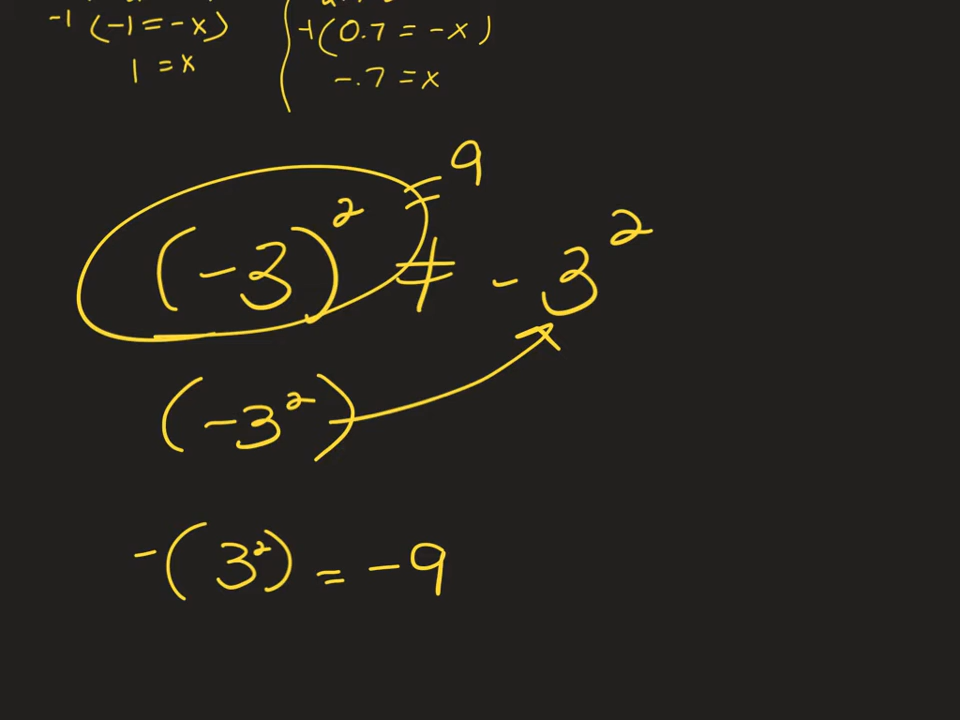 -1 (-1 = -x)
1 = x
-1(0.7 = -x)
-.7 = x
(-3)² ≠ -3²
= 9
(-3²)
-(3²) = -9